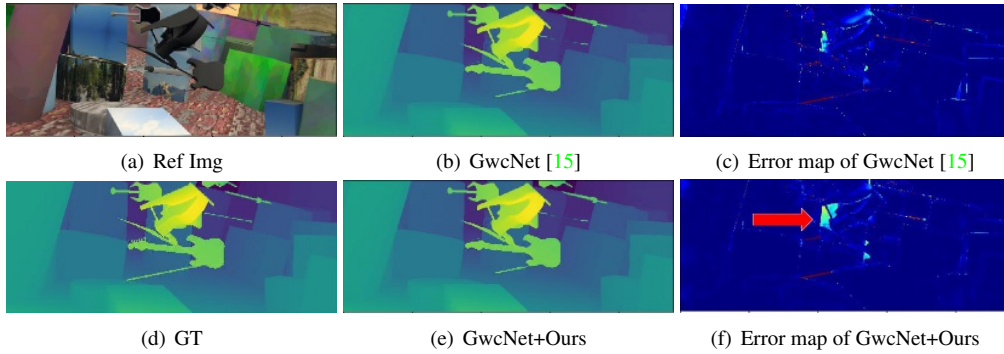 (a) Ref Img
(b) GwcNet [15]
(c) Error map of GwcNet [15]
(d) GT
(e) GwcNet+Ours
(f) Error map of GwcNet+Ours